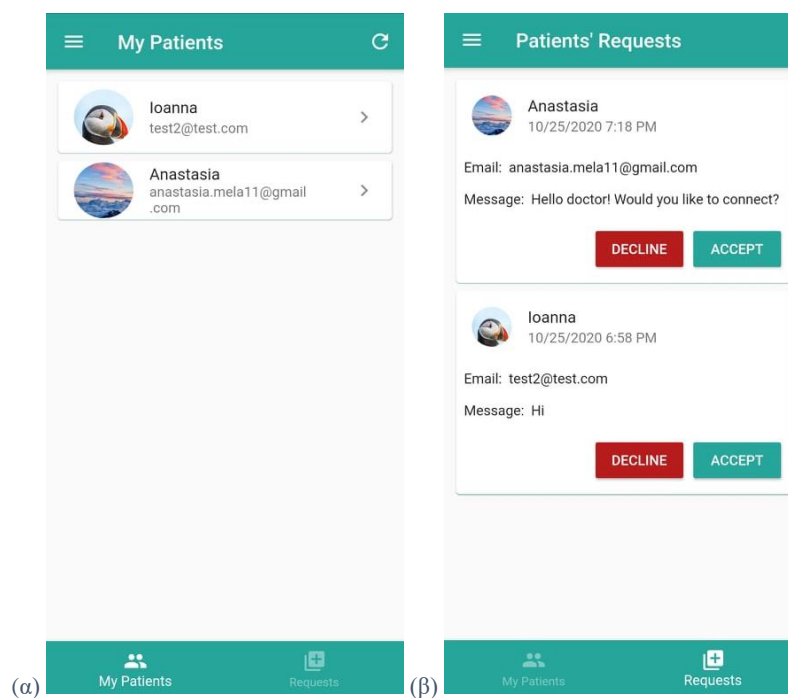 My Patients
Ioanna
test2@test.com
Anastasia
anastasia.mela11@gmail
.com
My Patients
Requests
(α)
Patients' Requests
Anastasia
10/25/2020 7:18 PM
Email: anastasia.mela11@gmail.com
Message: Hello doctor! Would you like to connect?
DECLINE
ACCEPT
Ioanna
10/25/2020 6:58 PM
Email: test2@test.com
Message: Hi
DECLINE
ACCEPT
My Patients
Requests
(β)